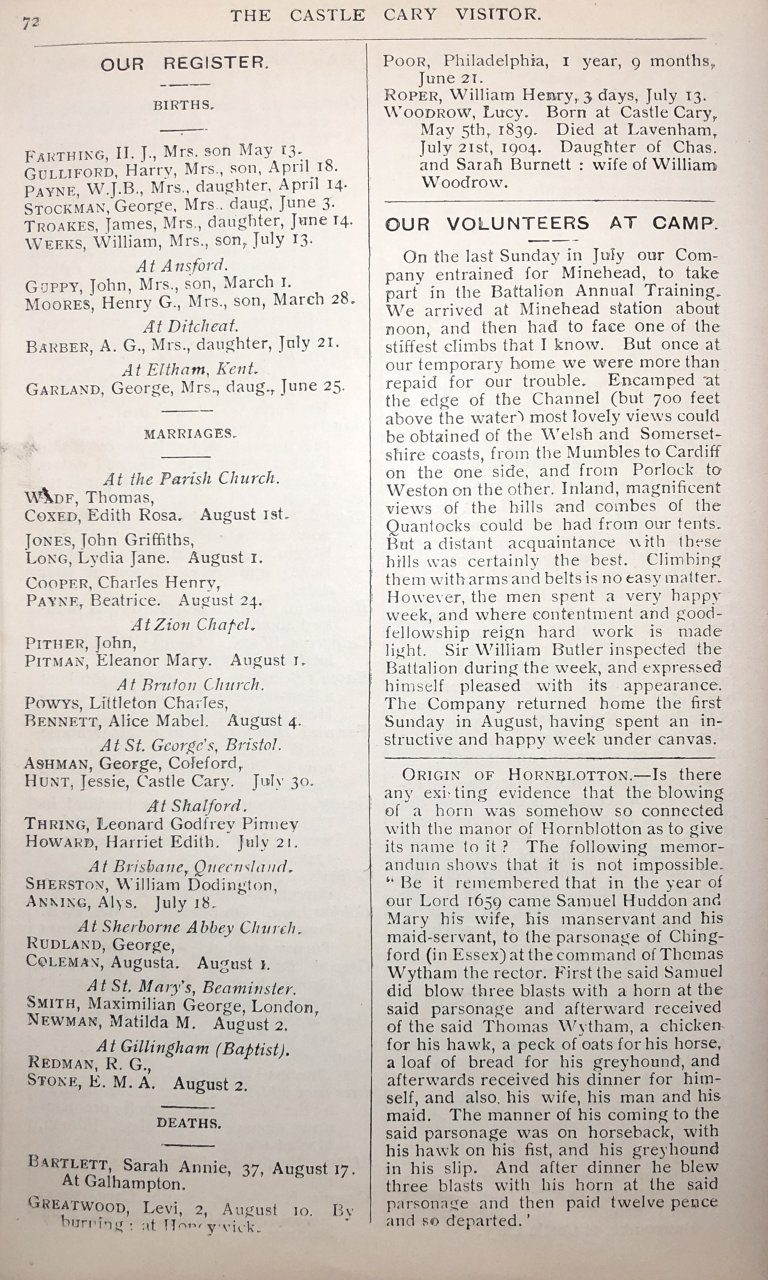 72
THE CASTLE CARY VISITOR.
OUR REGISTER.
BIRTHS.
FARTHING, H. J., Mrs. son May 13.
GULLIFORD, Harry, Mrs., son, April 18.
PAYNE, W.J.B., Mrs., daughter, April 14.
STOCKMAN, George, Mrs., daug, June 3.
TROAKES, James, Mrs., daughter, June 14.
WEEKS, William, Mrs., son, July 13.
At Ansford.
GUPPY, John, Mrs., son, March 1.
MOORES, Henry G., Mrs., son, March 28.
At Ditcheat.
BARBER, A. G., Mrs., daughter, July 21.
At Eltham, Kent.
GARLAND, George, Mrs., daug., June 25.
MARRIAGES.
At the Parish Church.
WADE, Thomas,
COXED, Edith Rosa. August 1st.
JONES, John Griffiths,
LONG, Lydia Jane. August 1.
COOPER, Charles Henry,
PAYNE, Beatrice. August 24.
At Zion Chapel.
PITHER, John,
PITMAN, Eleanor Mary. August 1.
At Bruton Church.
POWYS, Littleton Charles,
BENNETT, Alice Mabel. August 4.
At St. George's, Bristol.
ASHMAN, George, Coleford,
HUNT, Jessie, Castle Cary. July 30.
At Shalford.
THRING, Leonard Godfrey Pinney
HOWARD, Harriet Edith. July 21.
At Brisbane, Queensland.
SHERSTON, William Dodington,
ANNING, Alys. July 18.
At Sherborne Abbey Church.
RUDLAND, George,
COLEMAN, Augusta. August 1.
At St. Mary's, Beaminster.
SMITH, Maximilian George, London,
NEWMAN, Matilda M. August 2.
At Gillingham (Baptist).
REDMAN, R. G.,
STONE, E. M. A. August 2.
DEATHS.
BARTLETT, Sarah Annie, 37, August 17.
At Galhampton.
GREATWOOD, Levi, 2, August 10. By
burning: at Honeywick.
POOR, Philadelphia, 1 year, 9 months,
June 21.
ROPER, William Henry, 3 days, July 13.
WOODROW, Lucy. Born at Castle Cary,
May 5th, 1839. Died at Lavenham,
July 21st, 1904. Daughter of Chas.
and Sarah Burnett : wife of William
Woodrow.
OUR VOLUNTEERS AT CAMP.
On the last Sunday in July our Com-
pany entrained for Minehead, to take
part in the Battalion Annual Training.
We arrived at Minehead station about
noon, and then had to face one of the
stiffest climbs that I know. But once at
our temporary home we were more than
repaid for our trouble. Encamped at
the edge of the Channel (but 700 feet
above the water) most lovely views could
be obtained of the Welsh and Somerset-
shire coasts, from the Mumbles to Cardiff
on the one side, and from Porlock to
Weston on the other. Inland, magnificent
views of the hills and combes of the
Quantocks could be had from our tents.
But a distant acquaintance with these
hills was certainly the best. Climbing
them with arms and belts is no easy matter.
However, the men spent a very happy
week, and where contentment and good-
fellowship reign hard work is made
light. Sir William Butler inspected the
Battalion during the week, and expressed
himself pleased with its appearance.
The Company returned home the first
Sunday in August, having spent an in-
structive and happy week under canvas.
ORIGIN OF HORNBLOTTON.—Is there
any existing evidence that the blowing
of a horn was somehow so connected
with the manor of Hornblotton as to give
its name to it ? The following memor-
andum shows that it is not impossible.
" Be it remembered that in the year of
our Lord 1659 came Samuel Huddon and
Mary his wife, his manservant and his
maid-servant, to the parsonage of Ching-
ford (in Essex) at the command of Thomas
Wytham the rector. First the said Samuel
did blow three blasts with a horn at the
said parsonage and afterward received
of the said Thomas Wytham, a chicken
for his hawk, a peck of oats for his horse,
a loaf of bread for his greyhound, and
afterwards received his dinner for him-
self, and also. his wife, his man and his
maid. The manner of his coming to the
said parsonage was on horseback, with
his hawk on his fist, and his greyhound
in his slip. And after dinner he blew
three blasts with his horn at the said
parsonage and then paid twelve pence
and so departed.'